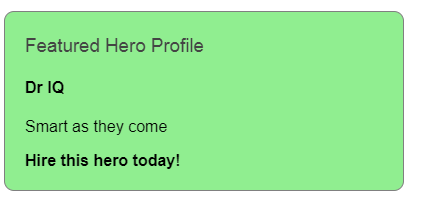 Featured Hero Profile
Dr IQ
Smart as they come
Hire this hero today!